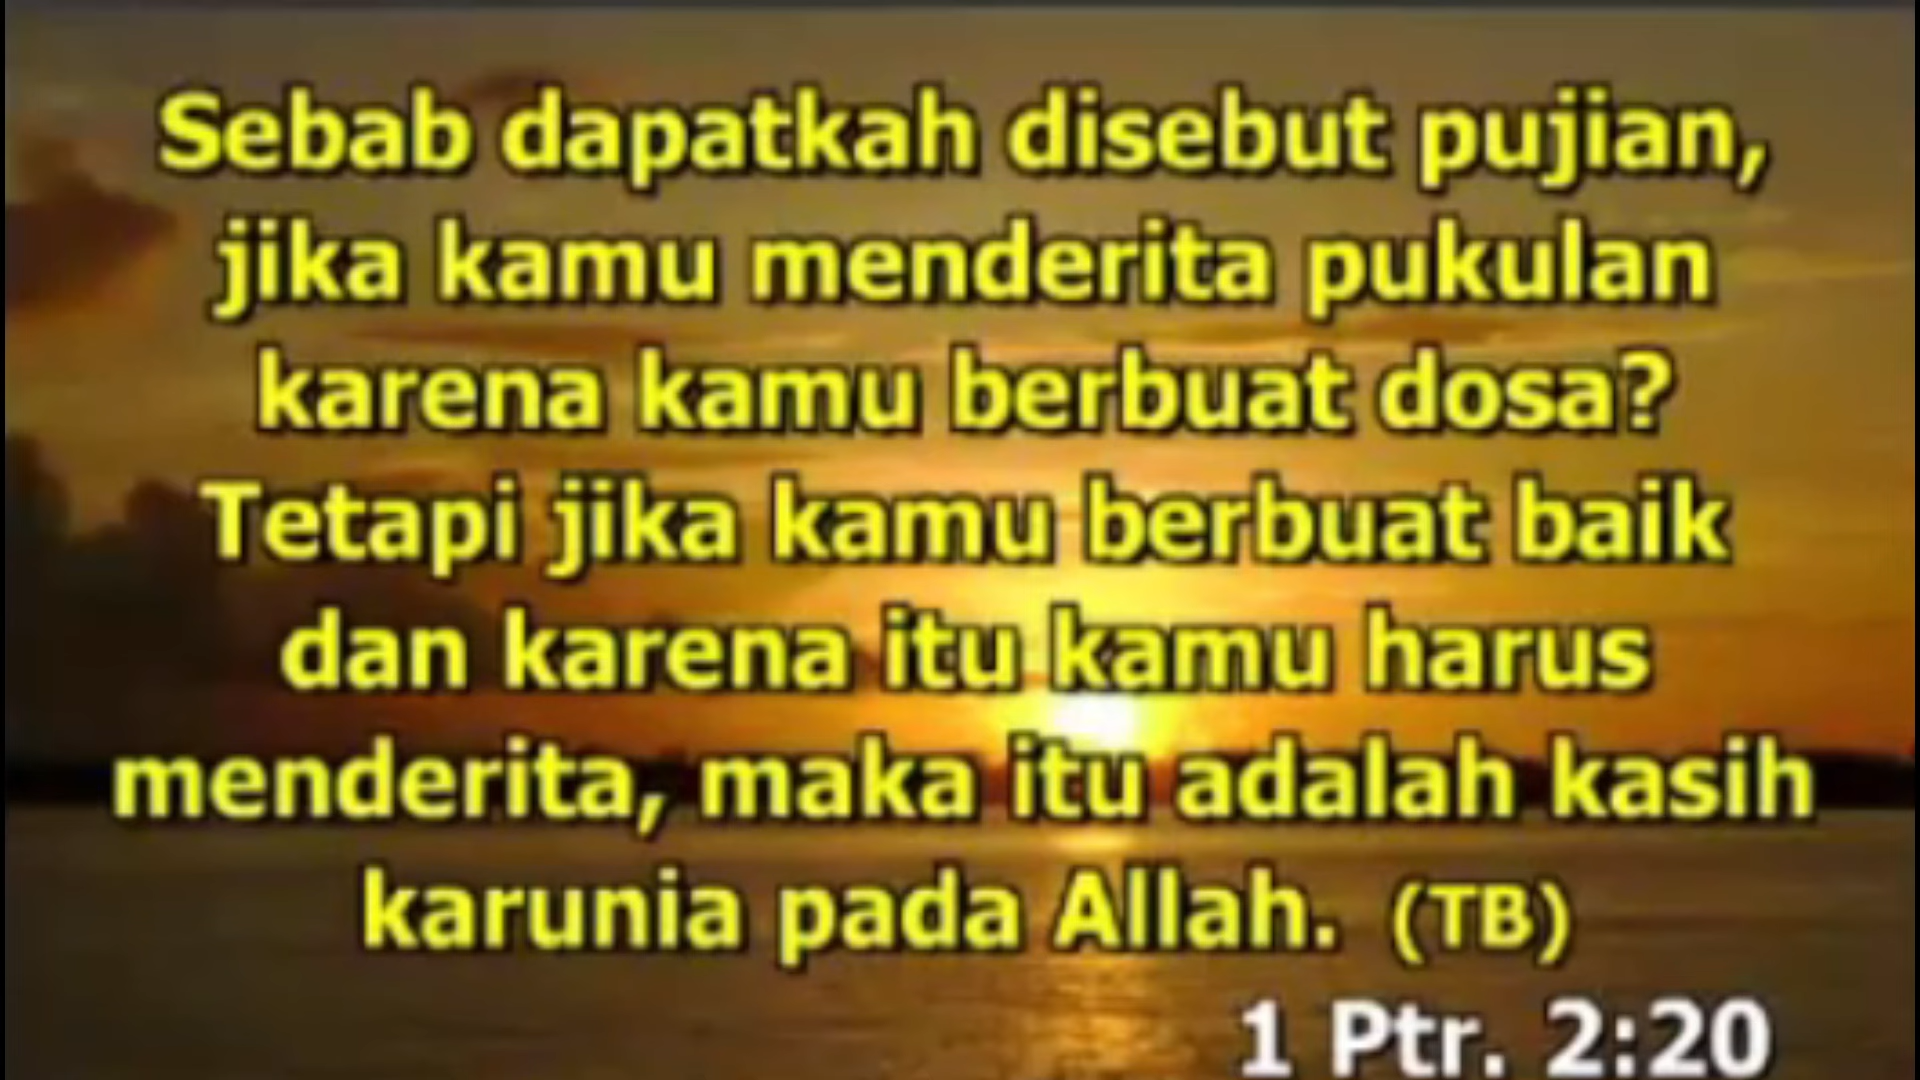 Sebab dapatkah disebut pujian,
jika kamu menderita pukulan
karena kamu berbuat dosa?
Tetapi jika kamu berbuat baik
dan karena itu kamu harus
menderita, maka itu adalah kasih
karunia pada Allah. (TB)
1 Ptr. 2:20